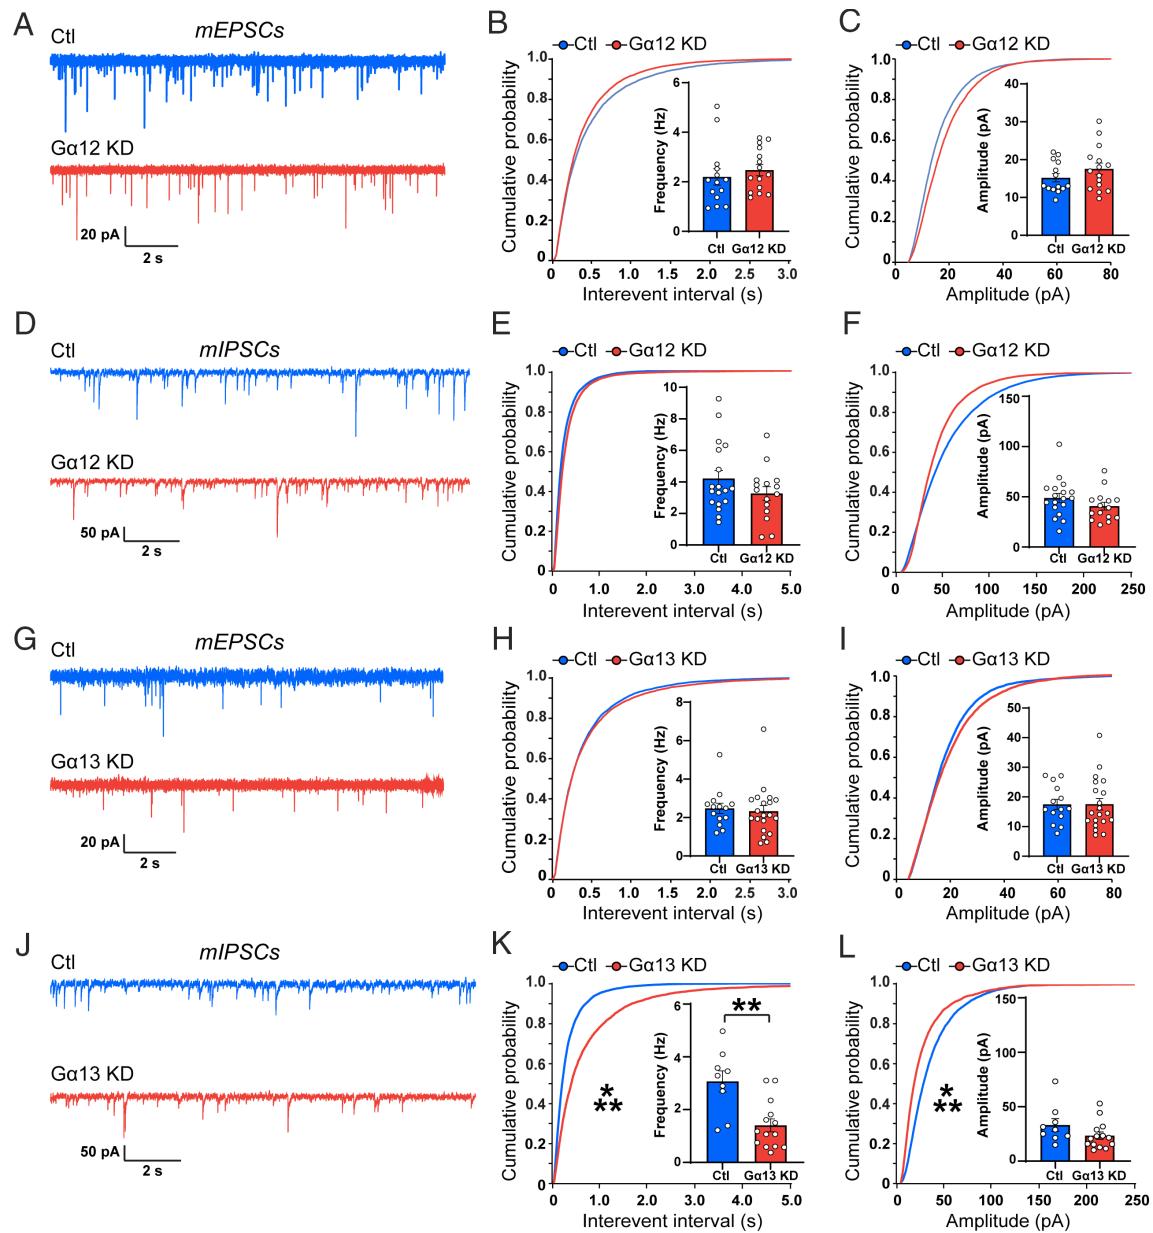 A
mEPSCs
Ctl
Gα12 KD
20 pA
2 s
B
Ctl Gα12 KD
Cumulative probability
1.0
0.8
0.6
0.4
0.2
0
0 0.5 1.0 1.5 2.0 2.5 3.0
Interevent interval (s)
Frequency (Hz)
6
4
2
0
Ctl Gα12 KD
C
Ctl Gα12 KD
Cumulative probability
1.0
0.8
0.6
0.4
0.2
0
0 20 40 60 80
Amplitude (pA)
Amplitude (pA)
40
30
20
10
0
Ctl Gα12 KD
D
mIPSCs
Ctl
Gα12 KD
50 pA
2 s
E
Ctl Gα12 KD
Cumulative probability
1.0
0.8
0.6
0.4
0.2
0
0 1.0 2.0 3.0 4.0 5.0
Interevent interval (s)
Frequency (Hz)
10
8
6
4
2
0
Ctl Gα12 KD
F
Ctl Gα12 KD
Cumulative probability
1.0
0.8
0.6
0.4
0.2
0
0 50 100 150 200 250
Amplitude (pA)
Amplitude (pA)
150
100
50
0
Ctl Gα12 KD
G
mEPSCs
Ctl
Gα13 KD
20 pA
2 s
H
Ctl Gα13 KD
Cumulative probability
1.0
0.8
0.6
0.4
0.2
0
0 0.5 1.0 1.5 2.0 2.5 3.0
Interevent interval (s)
Frequency (Hz)
8
6
4
2
0
Ctl Gα13 KD
I
Ctl Gα13 KD
Cumulative probability
1.0
0.8
0.6
0.4
0.2
0
0 20 40 60 80
Amplitude (pA)
Amplitude (pA)
50
40
30
20
10
0
Ctl Gα13 KD
J
mIPSCs
Ctl
Gα13 KD
50 pA
2 s
K
Ctl Gα13 KD
Cumulative probability
1.0
0.8
0.6
0.4
0.2
0
0 1.0 2.0 3.0 4.0 5.0
Interevent interval (s)
*
**
Frequency (Hz)
6
4
2
0
**
Ctl Gα13 KD
L
Ctl Gα13 KD
Cumulative probability
1.0
0.8
0.6
0.4
0.2
0
0 50 100 150 200 250
Amplitude (pA)
*
**
Amplitude (pA)
150
100
50
0
Ctl Gα13 KD